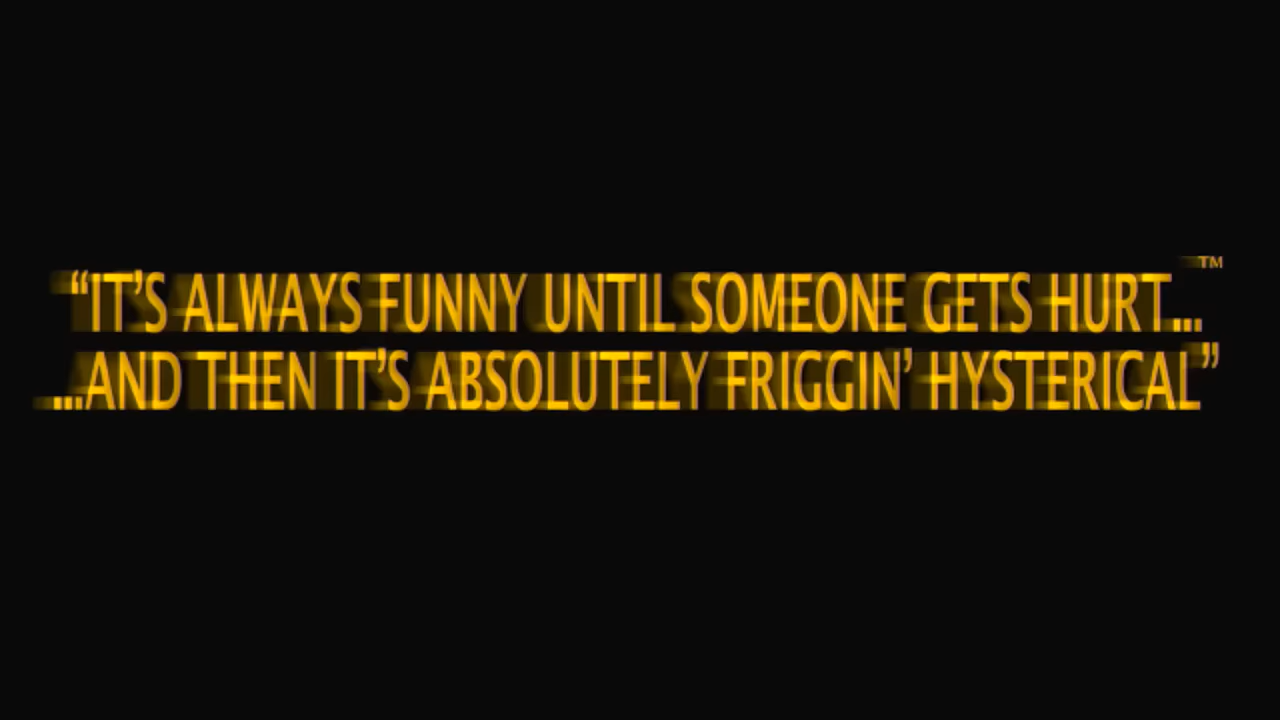 “IT’S ALWAYS FUNNY UNTIL SOMEONE GETS HURT...™
...AND THEN IT’S ABSOLUTELY FRIGGIN’ HYSTERICAL”